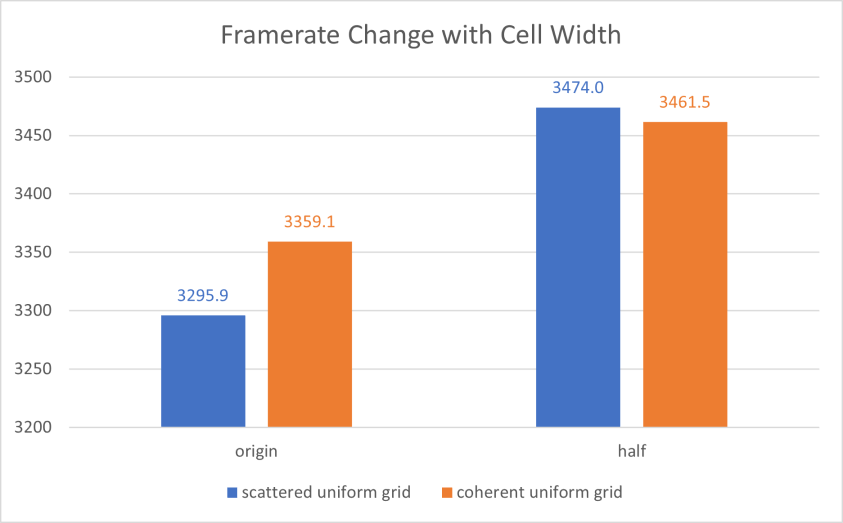 Framerate Change with Cell Width
3500
3450
3400
3350
3300
3250
3200
3295.9
3359.1
3474.0
3461.5
origin
half
scattered uniform grid
coherent uniform grid